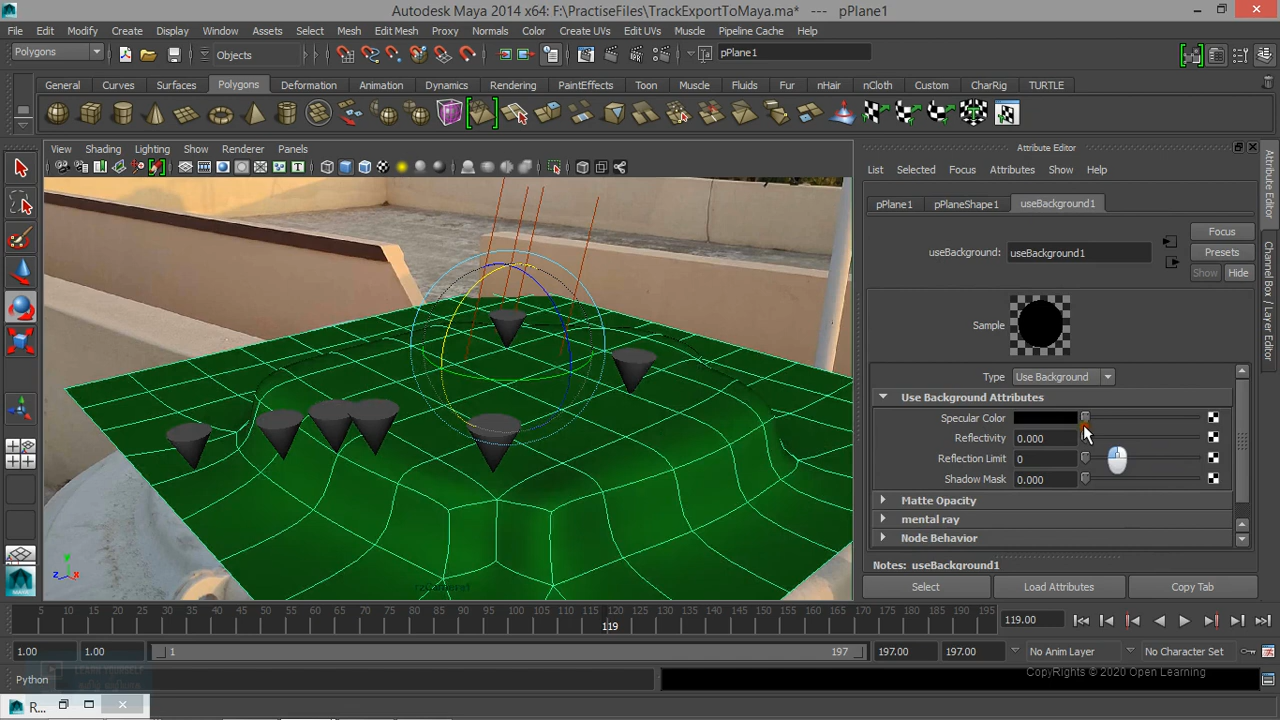 Autodesk Maya 2014 x64: F:\PractiseFiles\TrackExportToMaya.ma* --- pPlane1
File Edit Modify Create Display Window Assets Select Mesh Edit Mesh Proxy Normals Color Create UVs Edit UVs Muscle Pipeline Cache Help
Polygons Objects pPlane1
General Curves Surfaces Polygons Deformation Animation Dynamics Rendering PaintEffects Toon Muscle Fluids Fur nHair nCloth Custom CharRig TURTLE
View Shading Lighting Show Renderer Panels
Attribute Editor
List Selected Focus Attributes Show Help
pPlane1 pPlaneShape1 useBackground1
Focus
useBackground: useBackground1 Presets
Show Hide
Sample
Type Use Background
Use Background Attributes
Specular Color
Reflectivity 0.000
Reflection Limit 0
Shadow Mask 0.000
Matte Opacity
mental ray
Node Behavior
Notes: useBackground1
Select Load Attributes Copy Tab
Attribute Editor
Channel Box / Layer Editor
5 10 15 20 25 30 35 40 45 50 55 60 65 70 75 80 85 90 95 100 105 110 115 120 125 130 135 140 145 150 155 160 165 170 175 180 185 190 195
119
119.00
1.00 1.00 1 197 197.00 197.00 No Anim Layer No Character Set
Python
CopyRights © 2020 Open Learning
R...